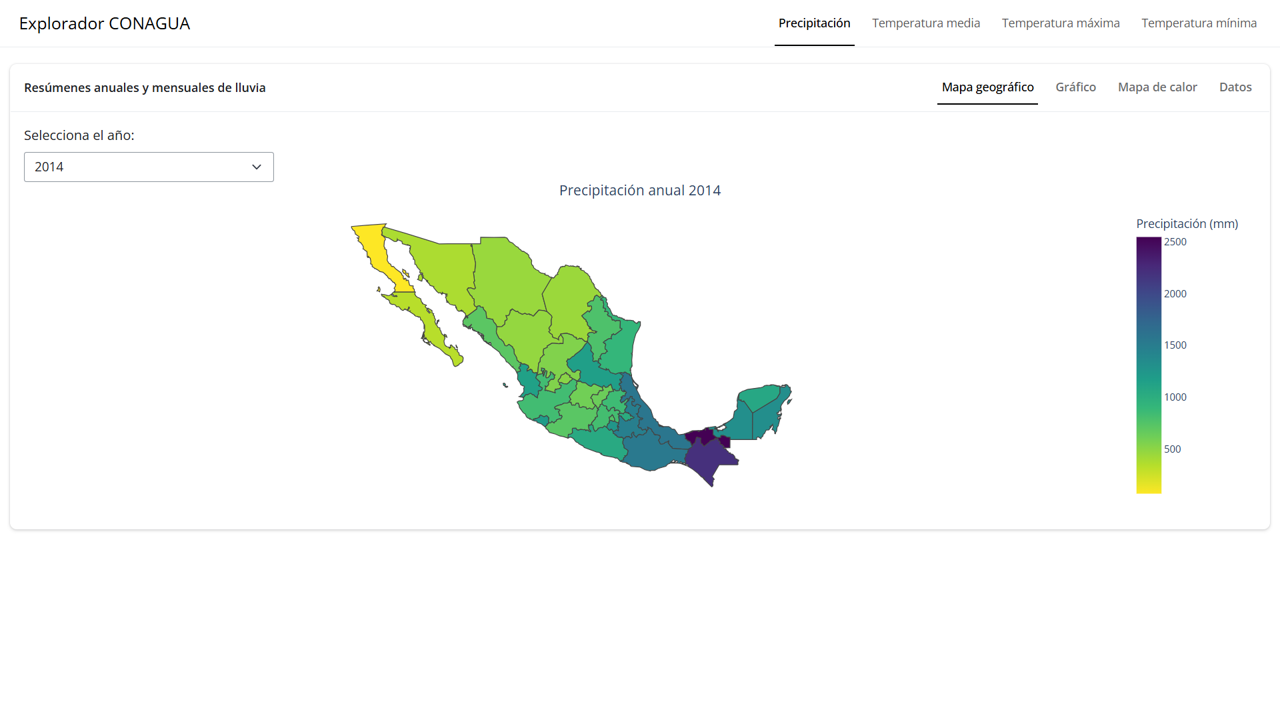 Explorador CONAGUA
Precipitación
Temperatura media
Temperatura máxima
Temperatura mínima
Resúmenes anuales y mensuales de lluvia
Mapa geográfico
Gráfico
Mapa de calor
Datos
Selecciona el año:
2014
Precipitación anual 2014
Precipitación (mm)
2500
2000
1500
1000
500